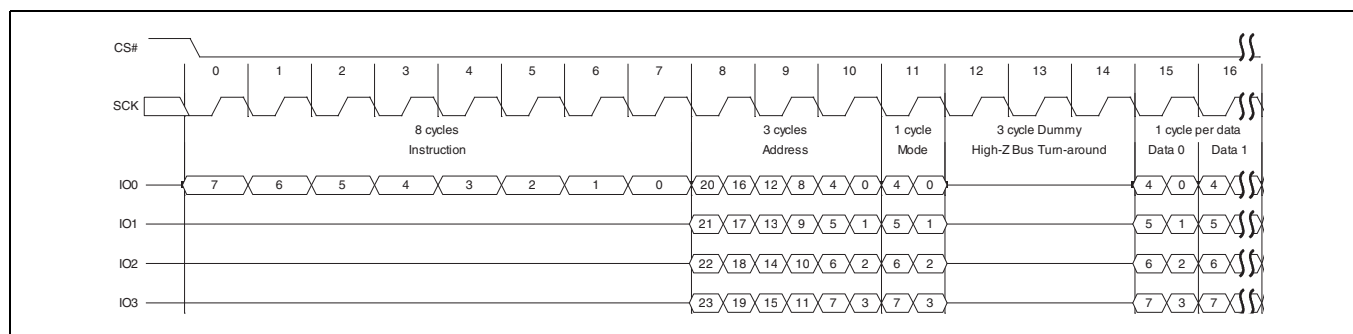 CS#
0 1 2 3 4 5 6 7 8 9 10 11 12 13 14 15 16
SCK
8 cycles 3 cycles 1 cycle 3 cycle Dummy 1 cycle per data
Instruction Address Mode High-Z Bus Turn-around Data 0 Data 1
IO0 7 6 5 4 3 2 1 0 20 16 12 8 4 0 4 0 4 0 4
IO1 21 17 13 9 5 1 5 1 5 1 5
IO2 22 18 14 10 6 2 6 2 6 2 6
IO3 23 19 15 11 7 3 7 3 7 3 7